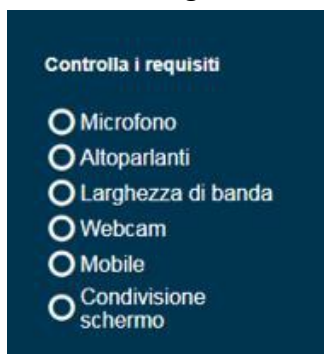 Controlla i requisiti
Microfono
Altoparlanti
Larghezza di banda
Webcam
Mobile
Condivisione
schermo